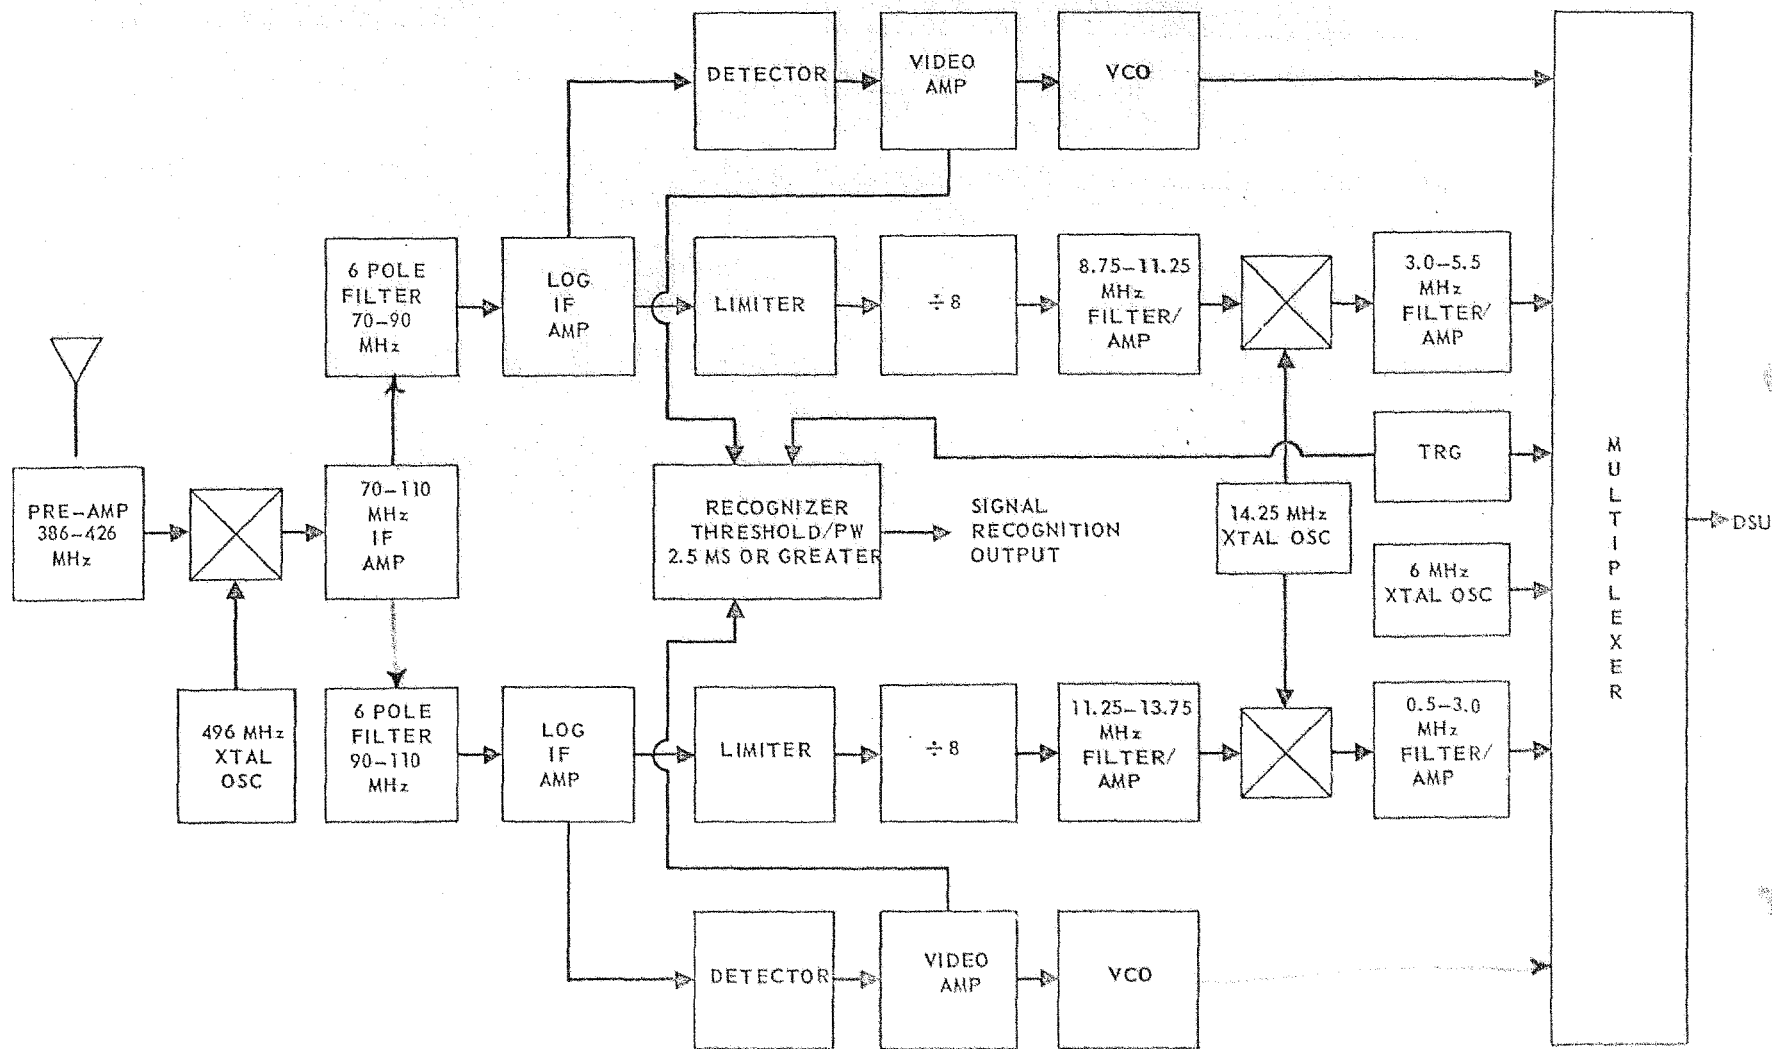 DETECTOR
VIDEO
AMP
VCO
6 POLE
FILTER
70-90
MHz
LOG
IF
AMP
LIMITER
÷8
8.75-11.25
MHz
FILTER/
AMP
3.0-5.5
MHz
FILTER/
AMP
PRE-AMP
386-426
MHz
70-110
MHz
IF
AMP
RECOGNIZER
THRESHOLD/PW
2.5 MS OR GREATER
SIGNAL
RECOGNITION
OUTPUT
14.25 MHz
XTAL OSC
TRG
6 MHz
XTAL OSC
MULTIPLEXER
DSU
496 MHz
XTAL
OSC
6 POLE
FILTER
90-110
MHz
LOG
IF
AMP
LIMITER
÷8
11.25-13.75
MHz
FILTER/
AMP
0.5-3.0
MHz
FILTER/
AMP
DETECTOR
VIDEO
AMP
VCO